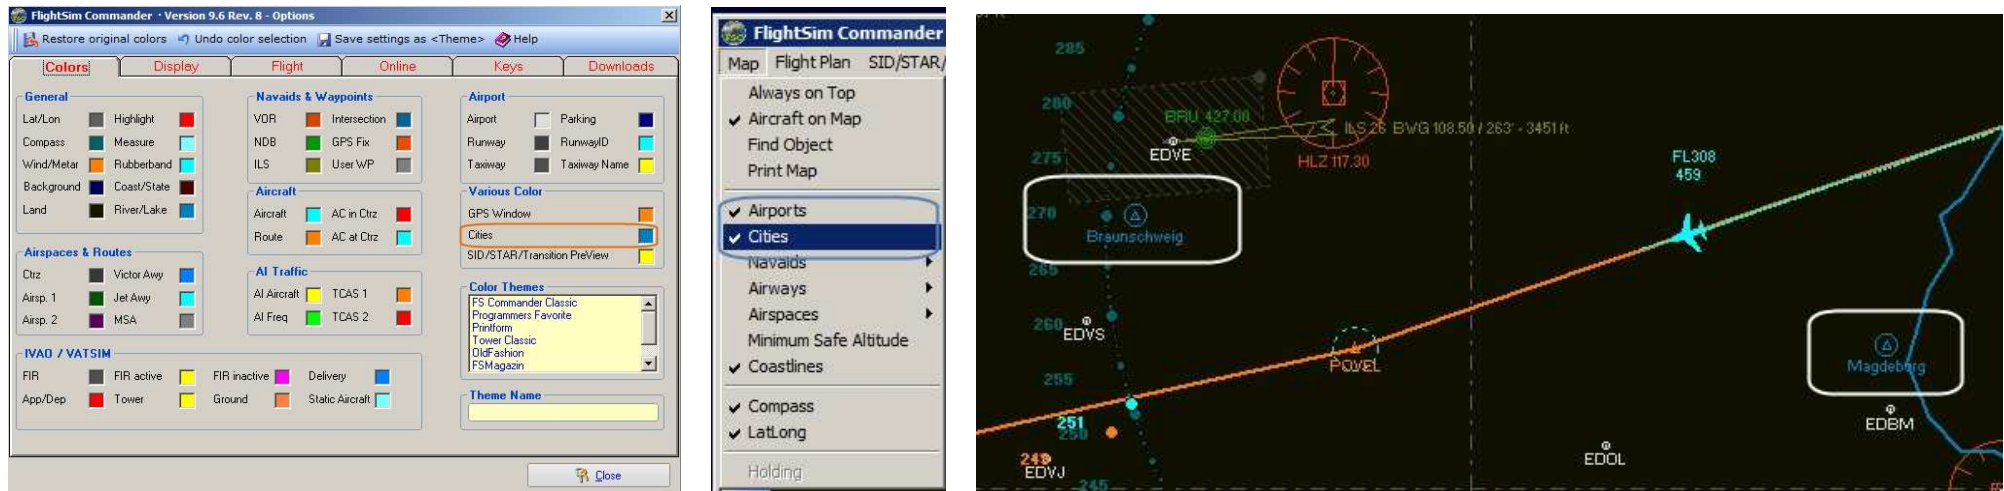 FlightSim Commander · Version 9.6 Rev. 8 - Options
Restore original colors Undo color selection Save settings as <Theme> Help
Colors Display Flight Online Keys Downloads
General
Lat/Lon Highlight
Compass Measure
Wind/Metar Rubberband
Background Coast/State
Land River/Lake
Navaids & Waypoints
VOR Intersection
NDB GPS Fix
ILS User WP
Airport
Airport Parking
Runway RunwayID
Taxiway Taxiway Name
Aircraft
Aircraft AC in Ctrz
Route AC at Ctrz
Various Color
GPS Window
Cities
SID/STAR/Transition PreView
Airspaces & Routes
Ctrz Victor Awy
Airsp. 1 Jet Awy
Airsp. 2 MSA
AI Traffic
AI Aircraft TCAS 1
AI Freq TCAS 2
Color Themes
FS Commander Classic
Programmers Favorite
Printform
Tower Classic
OldFashion
FSMagazin
IVAO / VATSIM
FIR FIR active FIR inactive Delivery
App/Dep Tower Ground Static Aircraft
Theme Name
Close
FlightSim Commander
Map Flight Plan SID/STAR/
Always on Top
Aircraft on Map
Find Object
Print Map
Airports
Cities
Navaids
Airways
Airspaces
Minimum Safe Altitude
Coastlines
Compass
LatLong
Holding
285
280
BRU 427.00
ILS 26 BWG 108.50 / 263° - 3451 ft
275
EDVE
HLZ 117.30
FL308
459
270
Braunschweig
265
260
EDVS
POVEL
Magdeburg
255
251
250
EDBM
249
EDVJ
EDOL
245